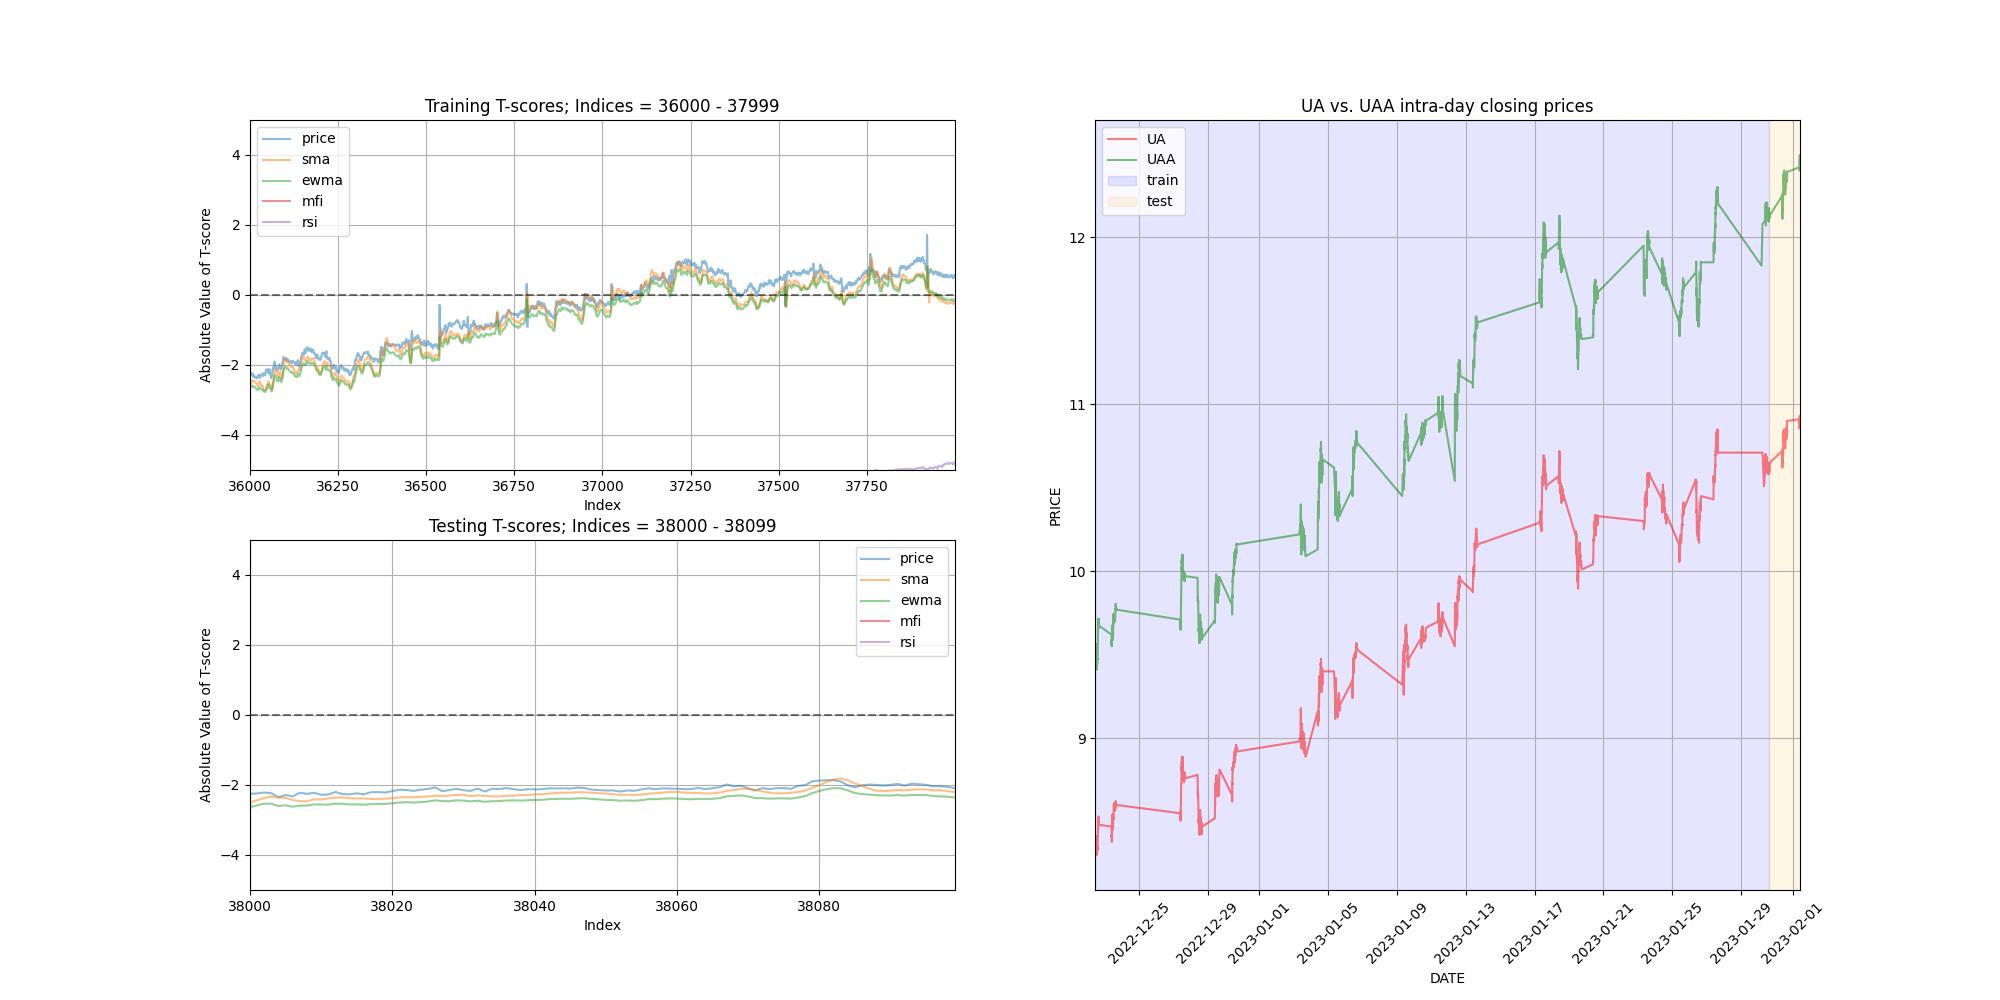 Training T-scores; Indices = 36000 - 37999
4
2
0
−2
−4
Absolute Value of T-score
price
sma
ewma
mfi
rsi
36000
36250
36500
36750
37000
37250
37500
37750
Index
Testing T-scores; Indices = 38000 - 38099
4
2
0
−2
−4
Absolute Value of T-score
price
sma
ewma
mfi
rsi
38000
38020
38040
38060
38080
Index
UA vs. UAA intra-day closing prices
UA
UAA
train
test
12
11
10
9
PRICE
2022-12-25
2022-12-29
2023-01-01
2023-01-05
2023-01-09
2023-01-13
2023-01-17
2023-01-21
2023-01-25
2023-01-29
2023-02-01
DATE